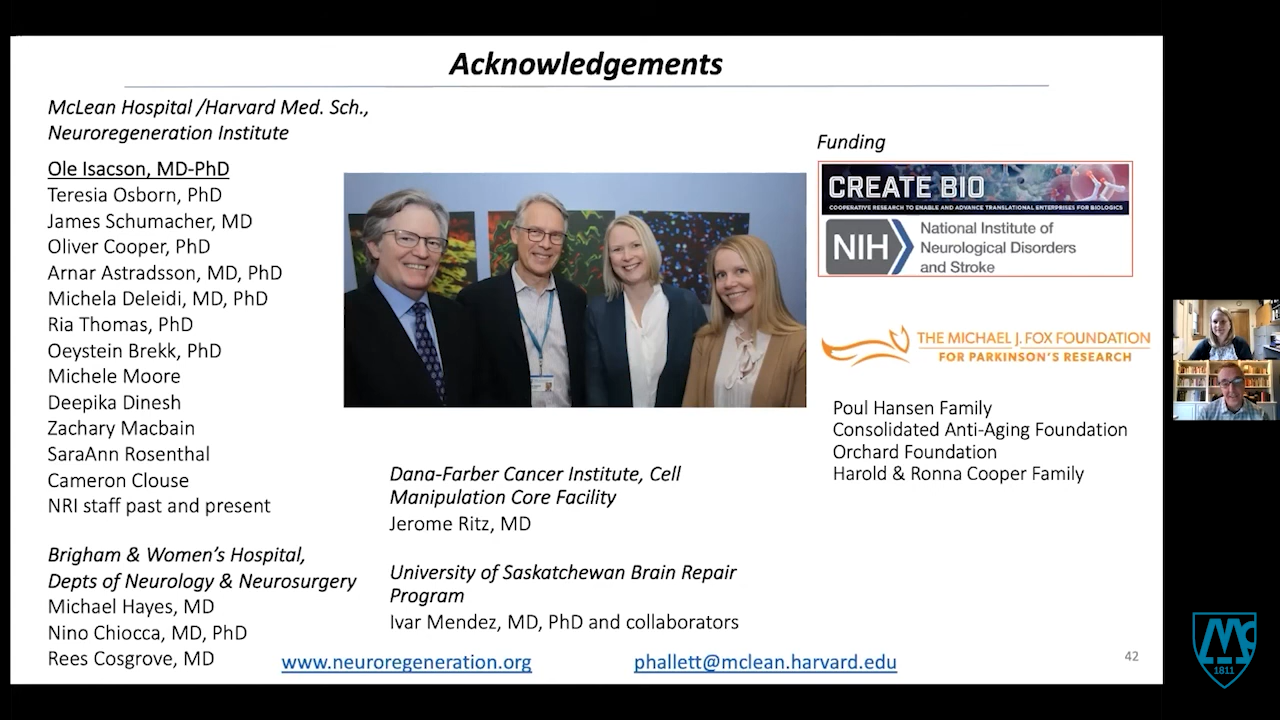 Acknowledgements
McLean Hospital /Harvard Med. Sch.,
Neuroregeneration Institute
Ole Isacson, MD-PhD
Teresia Osborn, PhD
James Schumacher, MD
Oliver Cooper, PhD
Arnar Astradsson, MD, PhD
Michela Deleidi, MD, PhD
Ria Thomas, PhD
Oeystein Brekk, PhD
Michele Moore
Deepika Dinesh
Zachary Macbain
SaraAnn Rosenthal
Cameron Clouse
NRI staff past and present
Brigham & Women's Hospital,
Depts of Neurology & Neurosurgery
Michael Hayes, MD
Nino Chiocca, MD, PhD
Rees Cosgrove, MD
Dana-Farber Cancer Institute, Cell
Manipulation Core Facility
Jerome Ritz, MD
University of Saskatchewan Brain Repair
Program
Ivar Mendez, MD, PhD and collaborators
www.neuroregeneration.org
phallett@mclean.harvard.edu
Funding
CREATE BIO
COOPERATIVE RESEARCH TO ENABLE AND ADVANCE TRANSLATIONAL ENTERPRISES FOR BIOLOGICS
NIH
National Institute of
Neurological Disorders
and Stroke
THE MICHAEL J. FOX FOUNDATION
FOR PARKINSON'S RESEARCH
Poul Hansen Family
Consolidated Anti-Aging Foundation
Orchard Foundation
Harold & Ronna Cooper Family
42
1811